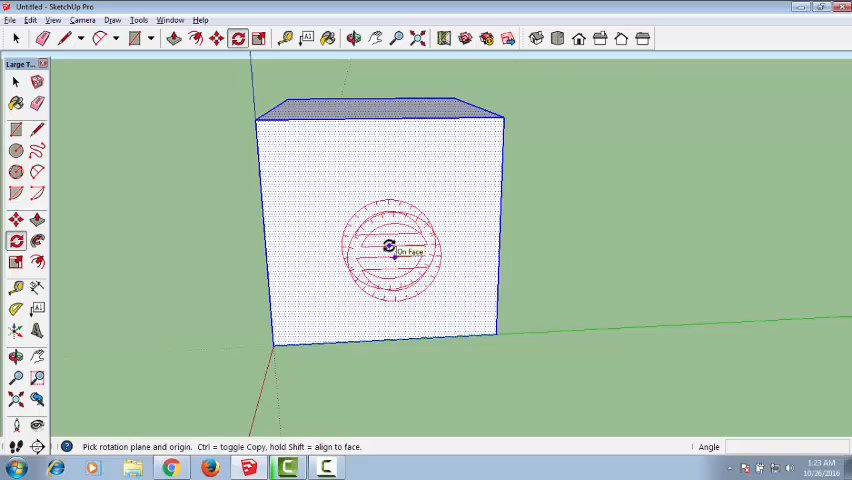 Untitled - SketchUp Pro
File Edit View Camera Draw Tools Window Help
Large T...
On Face
Pick rotation plane and origin. Ctrl = toggle Copy, hold Shift = align to face.
Angle
1:23 AM
10/26/2016